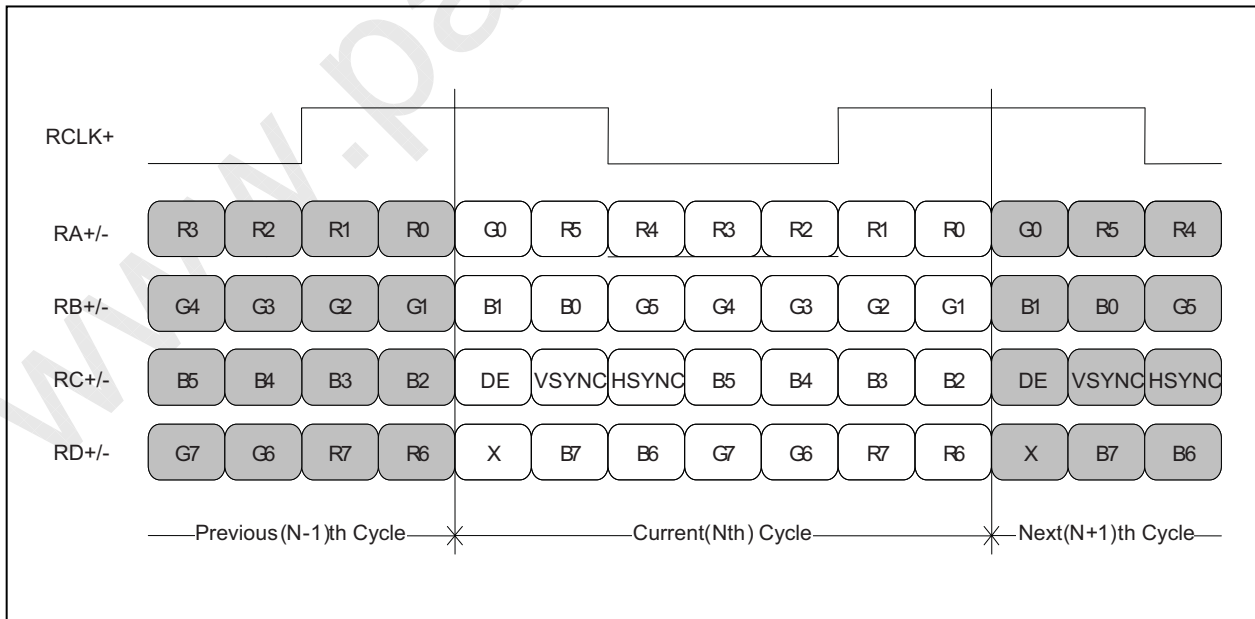 www.pa
RCLK+
RA+/- R3 R2 R1 R0 G0 R5 R4 R3 R2 R1 R0 G0 R5 R4
RB+/- G4 G3 G2 G1 B1 B0 G5 G4 G3 G2 G1 B1 B0 G5
RC+/- B5 B4 B3 B2 DE VSYNC HSYNC B5 B4 B3 B2 DE VSYNC HSYNC
RD+/- G7 G6 R7 R6 X B7 B6 G7 G6 R7 R6 X B7 B6
Previous(N-1)th Cycle Current(Nth) Cycle Next(N+1)th Cycle